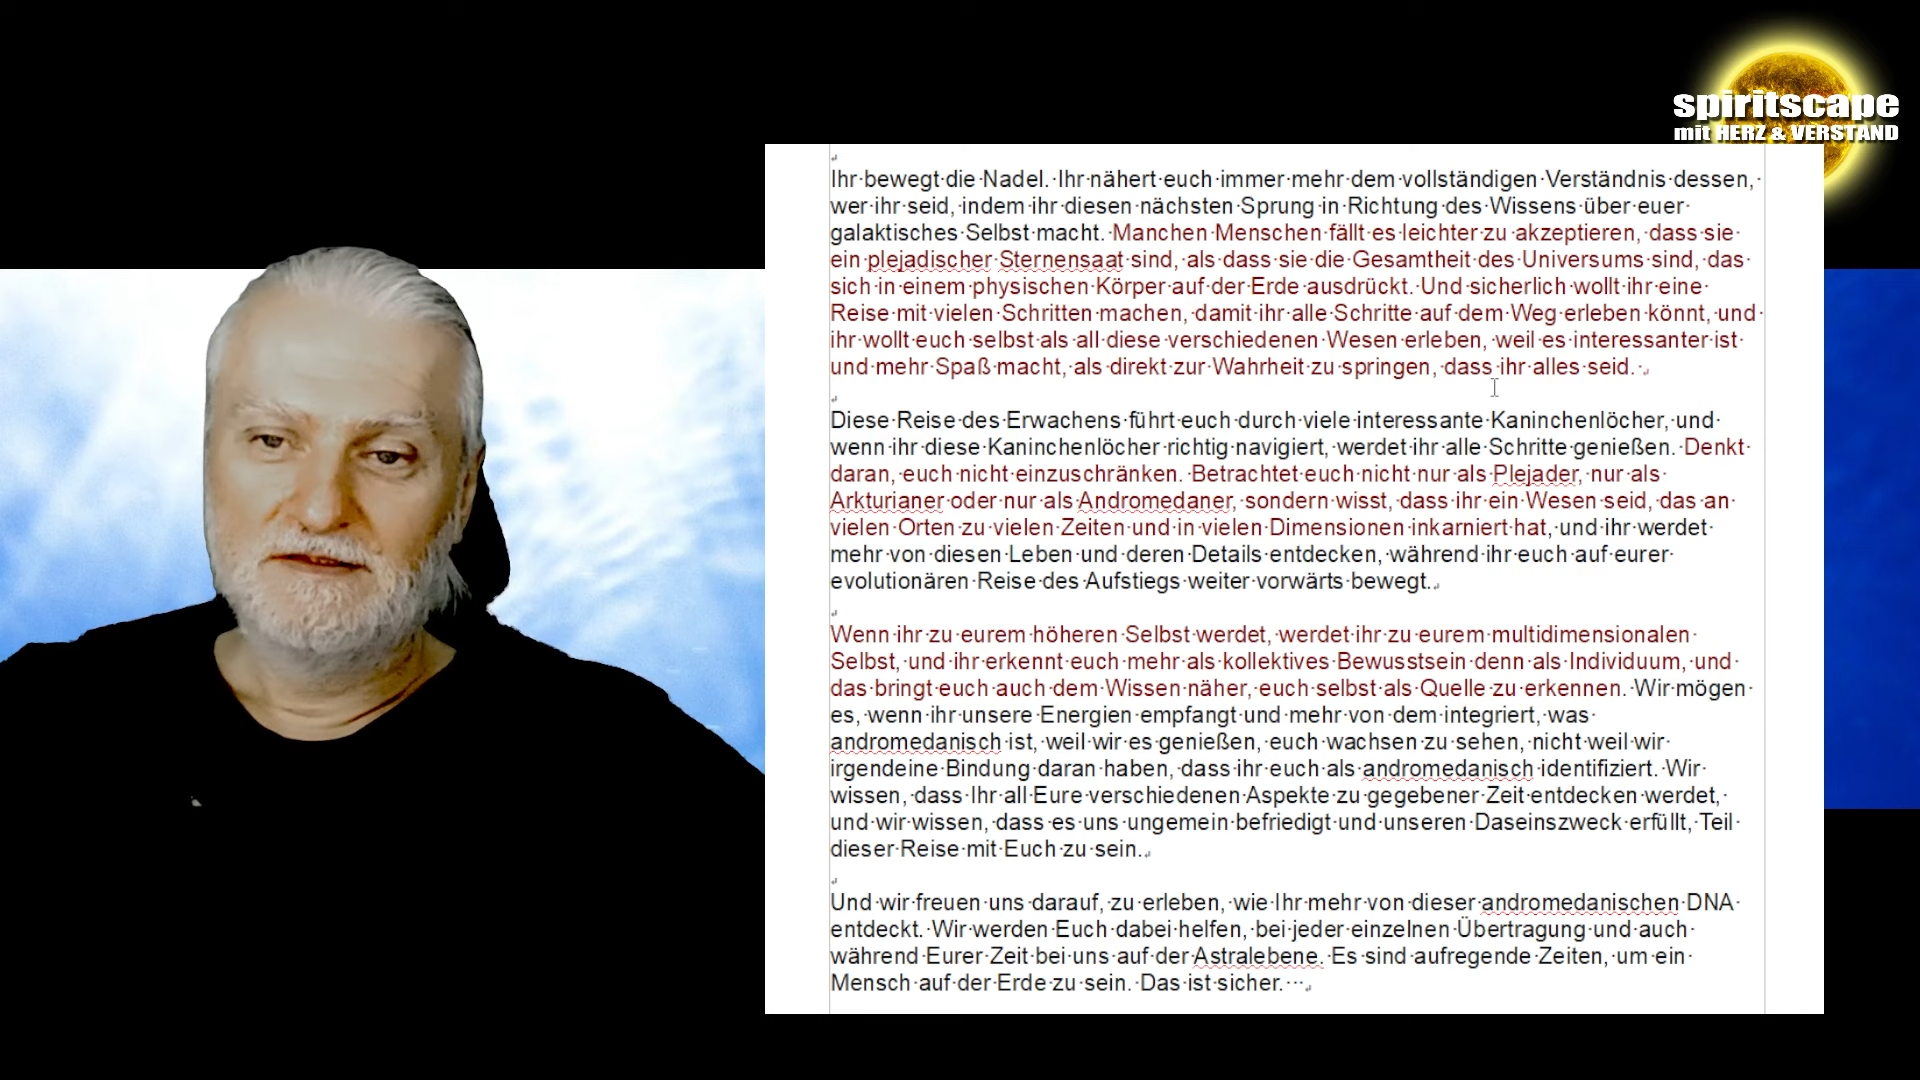 spiritscape
mit HERZ & VERSTAND
Ihr bewegt die Nadel. Ihr nähert euch immer mehr dem vollständigen Verständnis dessen,
wer ihr seid, indem ihr diesen nächsten Sprung in Richtung des Wissens über euer
galaktisches Selbst macht. Manchen Menschen fällt es leichter zu akzeptieren, dass sie
ein plejadischer Sternensaat sind, als dass sie die Gesamtheit des Universums sind, das
sich in einem physischen Körper auf der Erde ausdrückt. Und sicherlich wollt ihr eine
Reise mit vielen Schritten machen, damit ihr alle Schritte auf dem Weg erleben könnt, und
ihr wollt euch selbst als all diese verschiedenen Wesen erleben, weil es interessanter ist
und mehr Spaß macht, als direkt zur Wahrheit zu springen, dass ihr alles seid.
Diese Reise des Erwachens führt euch durch viele interessante Kaninchenlöcher, und
wenn ihr diese Kaninchenlöcher richtig navigiert, werdet ihr alle Schritte genießen. Denkt
daran, euch nicht einzuschränken. Betrachtet euch nicht nur als Plejader, nur als
Arkturianer oder nur als Andromedaner, sondern wisst, dass ihr ein Wesen seid, das an
vielen Orten zu vielen Zeiten und in vielen Dimensionen inkarniert hat, und ihr werdet
mehr von diesen Leben und deren Details entdecken, während ihr euch auf eurer
evolutionären Reise des Aufstiegs weiter vorwärts bewegt.
Wenn ihr zu eurem höheren Selbst werdet, werdet ihr zu eurem multidimensionalen
Selbst, und ihr erkennt euch mehr als kollektives Bewusstsein denn als Individuum, und
das bringt euch auch dem Wissen näher, euch selbst als Quelle zu erkennen. Wir mögen
es, wenn ihr unsere Energien empfangt und mehr von dem integriert, was
andromedanisch ist, weil wir es genießen, euch wachsen zu sehen, nicht weil wir
irgendeine Bindung daran haben, dass ihr euch als andromedanisch identifiziert. Wir
wissen, dass Ihr all Eure verschiedenen Aspekte zu gegebener Zeit entdecken werdet,
und wir wissen, dass es uns ungemein befriedigt und unseren Daseinszweck erfüllt, Teil
dieser Reise mit Euch zu sein.
Und wir freuen uns darauf, zu erleben, wie Ihr mehr von dieser andromedanischen DNA
entdeckt. Wir werden Euch dabei helfen, bei jeder einzelnen Übertragung und auch
während Eurer Zeit bei uns auf der Astralebene. Es sind aufregende Zeiten, um ein
Mensch auf der Erde zu sein. Das ist sicher.